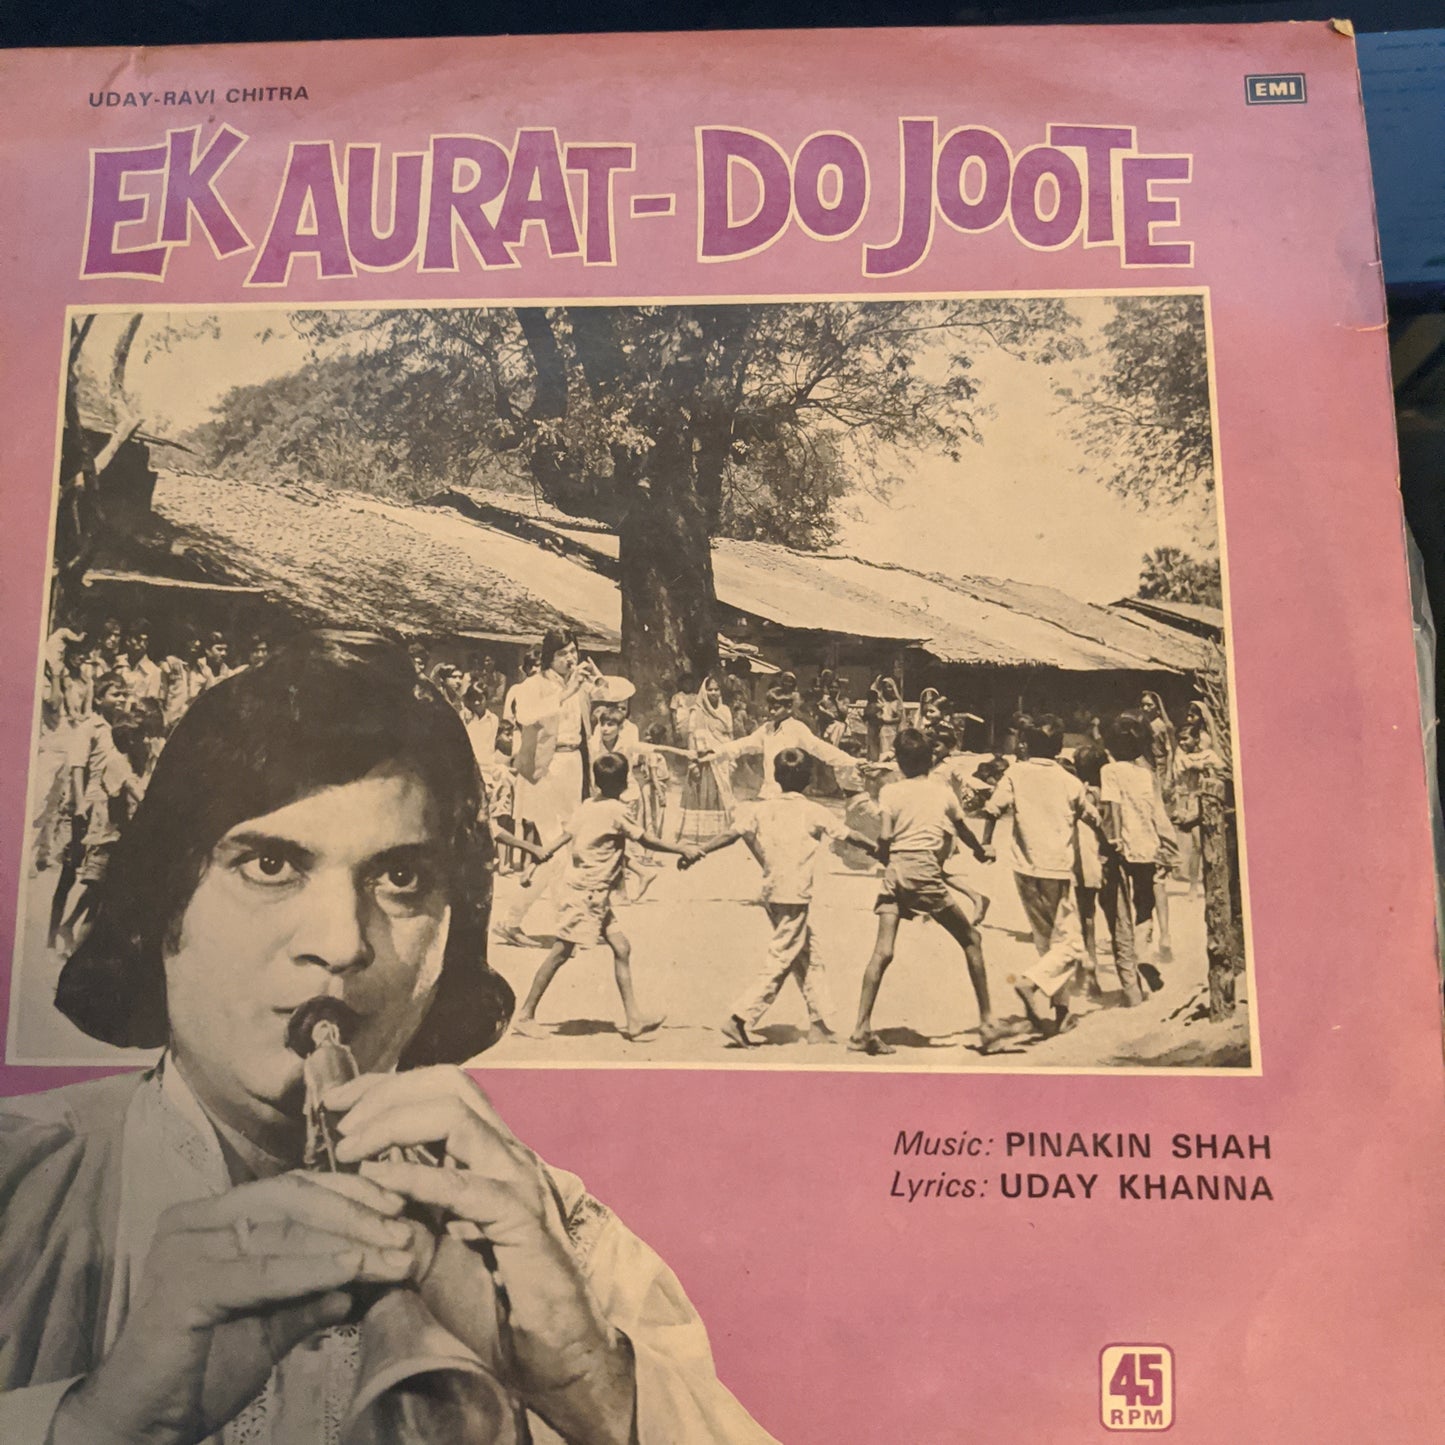 UDAY-RAVI CHITRA
EMI
EK AURAT-DO JOOTE
Music: PINAKIN SHAH
Lyrics: UDAY KHANNA
45
RPM